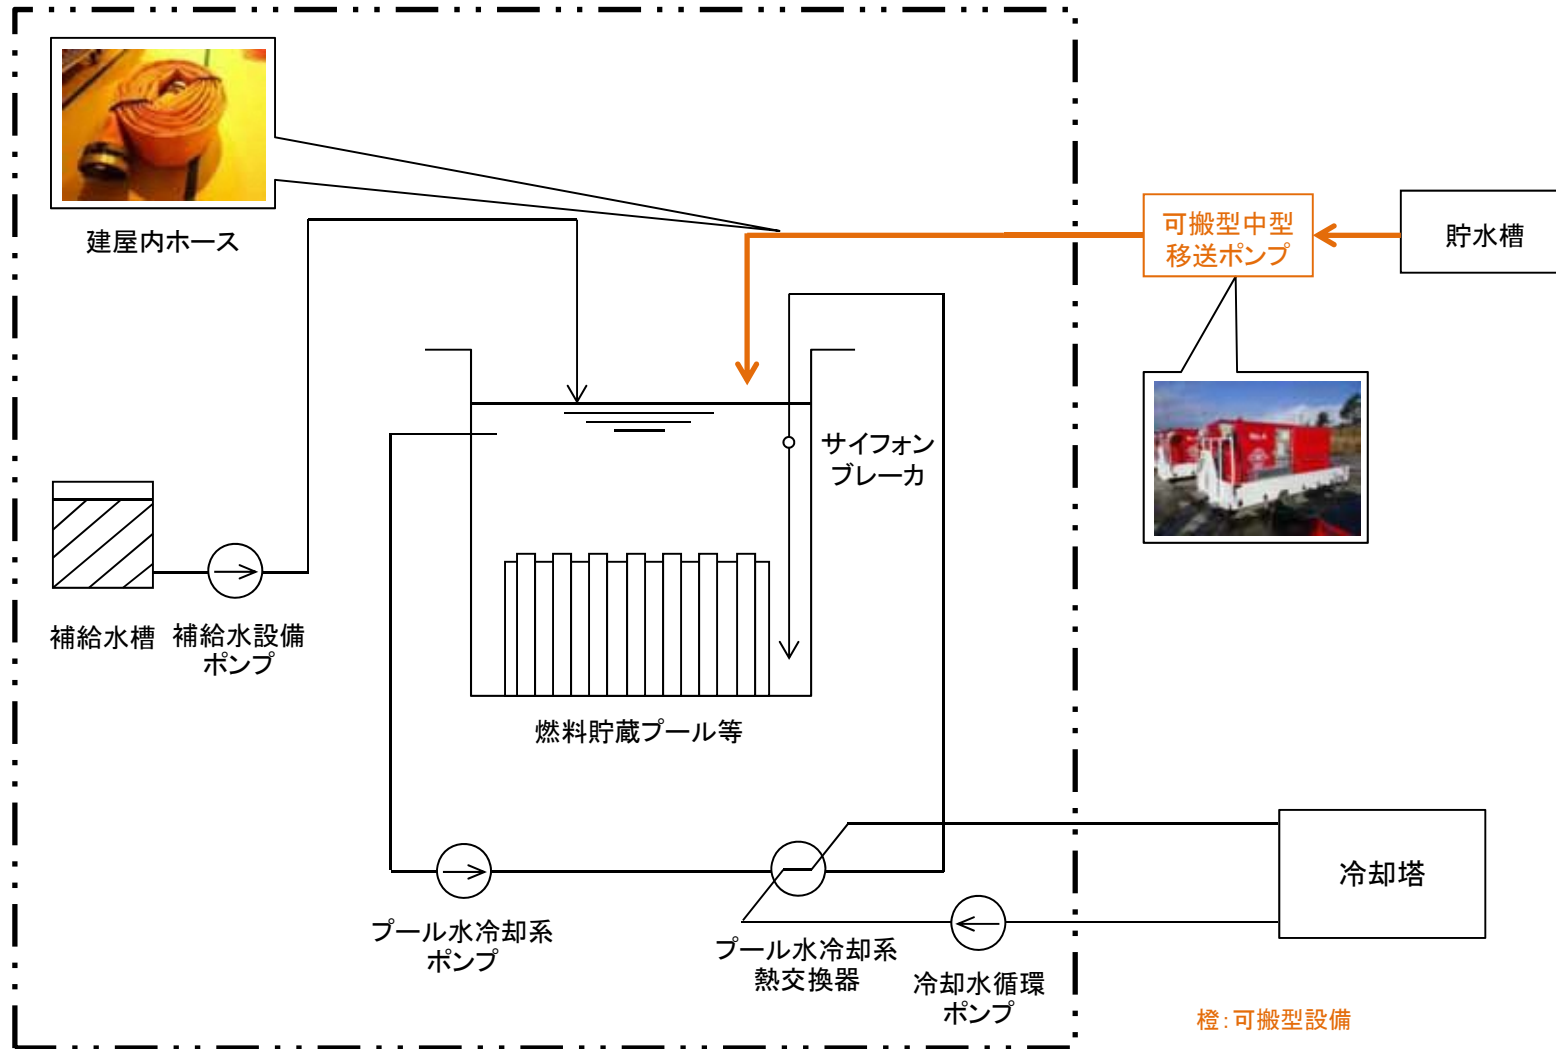 建屋内ホース
可搬型中型
移送ポンプ
貯水槽
サイフォン
ブレーカ
補給水槽
補給水設備
ポンプ
燃料貯蔵プール等
冷却塔
プール水冷却系
ポンプ
プール水冷却系
熱交換器
冷却水循環
ポンプ
橙：可搬型設備